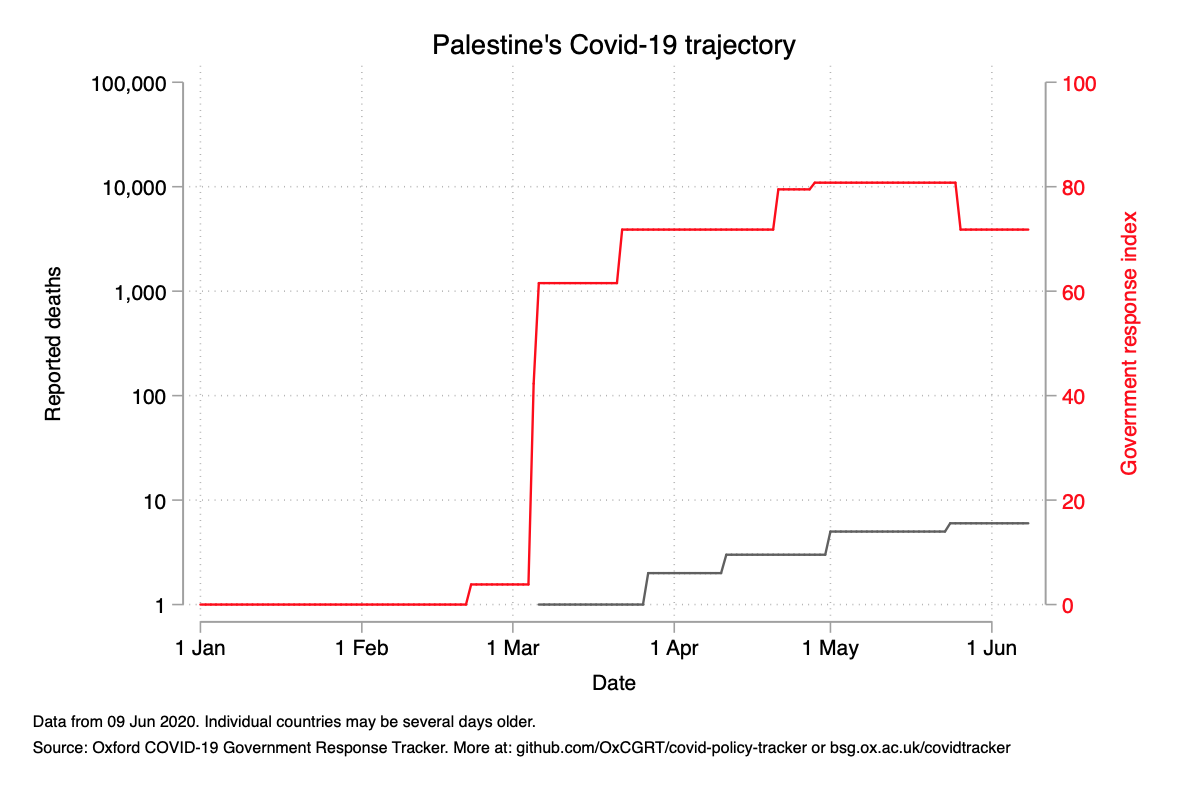 Palestine's Covid-19 trajectory
100,000
10,000
1,000
100
10
1
Reported deaths
100
80
60
40
20
0
Government response index
1 Jan 1 Feb 1 Mar 1 Apr 1 May 1 Jun
Date
Data from 09 Jun 2020. Individual countries may be several days older.
Source: Oxford COVID-19 Government Response Tracker. More at: github.com/OxCGRT/covid-policy-tracker or bsg.ox.ac.uk/covidtracker